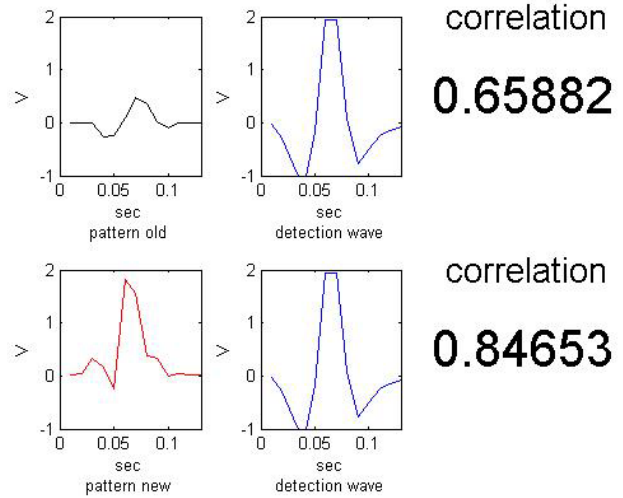 correlation
0.65882
2
1
0
-1
V
0
0.05
0.1
sec
pattern old
2
1
0
-1
V
0
0.05
0.1
sec
detection wave
correlation
0.84653
2
1
0
-1
V
0
0.05
0.1
sec
pattern new
2
1
0
-1
V
0
0.05
0.1
sec
detection wave